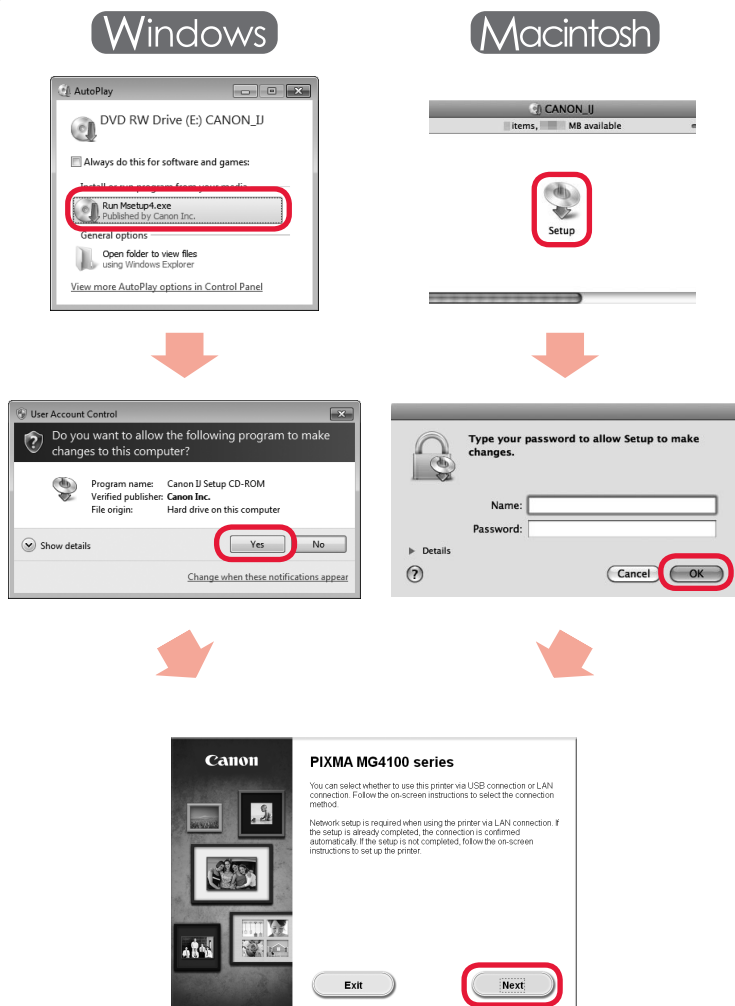 Windows
Macintosh
AutoPlay
DVD RW Drive (E:) CANON_IJ
Always do this for software and games:
Install or run program from your media
Run Msetup4.exe
Published by Canon Inc.
General options
Open folder to view files
using Windows Explorer
View more AutoPlay options in Control Panel
CANON_IJ
items, MB available
Setup
User Account Control
Do you want to allow the following program to make
changes to this computer?
Program name: Canon IJ Setup CD-ROM
Verified publisher: Canon Inc.
File origin: Hard drive on this computer
Show details
Yes
No
Change when these notifications appear
Type your password to allow Setup to make
changes.
Name:
Password:
Details
?
Cancel
OK
Canon
PIXMA MG4100 series
You can select whether to use this printer via USB connection or LAN
connection. Follow the on-screen instructions to select the connection
method.
Network setup is required when using the printer via LAN connection. If
the setup is already completed, the connection is confirmed
automatically. If the setup is not completed, follow the on-screen
instructions to set up the printer.
Exit
Next